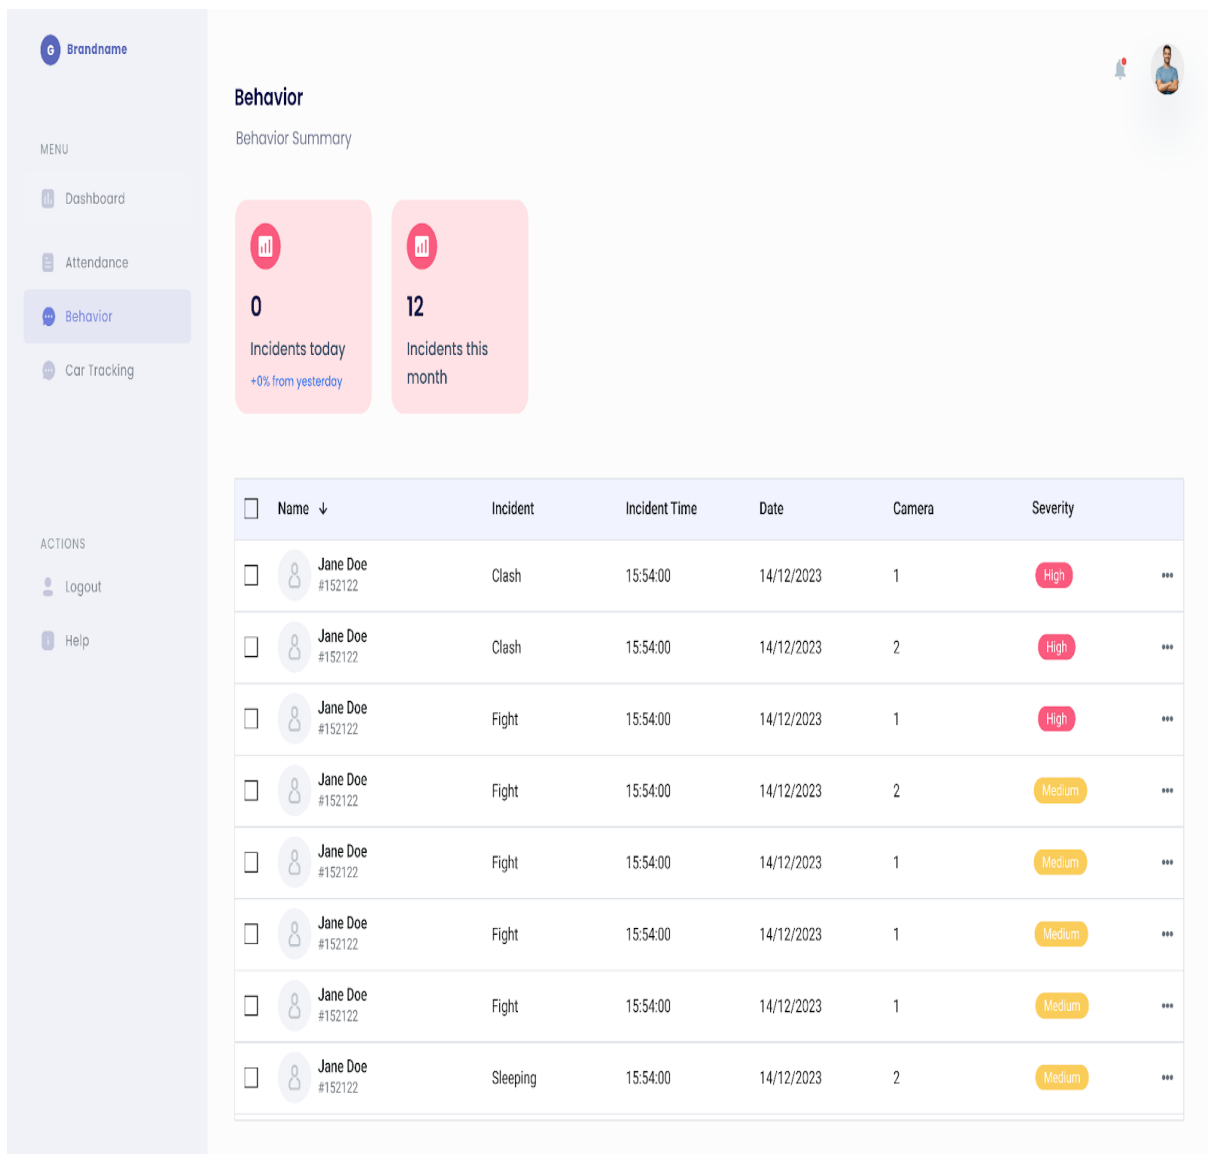 G Brandname
MENU
Dashboard
Attendance
Behavior
Car Tracking
ACTIONS
Logout
Help
Behavior
Behavior Summary
0
Incidents today
+0% from yesterday
12
Incidents this
month
Name ↓ Incident Incident Time Date Camera Severity
Jane Doe
#152122
Clash 15:54:00 14/12/2023 1 High
Jane Doe
#152122
Clash 15:54:00 14/12/2023 2 High
Jane Doe
#152122
Fight 15:54:00 14/12/2023 1 High
Jane Doe
#152122
Fight 15:54:00 14/12/2023 2 Medium
Jane Doe
#152122
Fight 15:54:00 14/12/2023 1 Medium
Jane Doe
#152122
Fight 15:54:00 14/12/2023 1 Medium
Jane Doe
#152122
Fight 15:54:00 14/12/2023 1 Medium
Jane Doe
#152122
Sleeping 15:54:00 14/12/2023 2 Medium